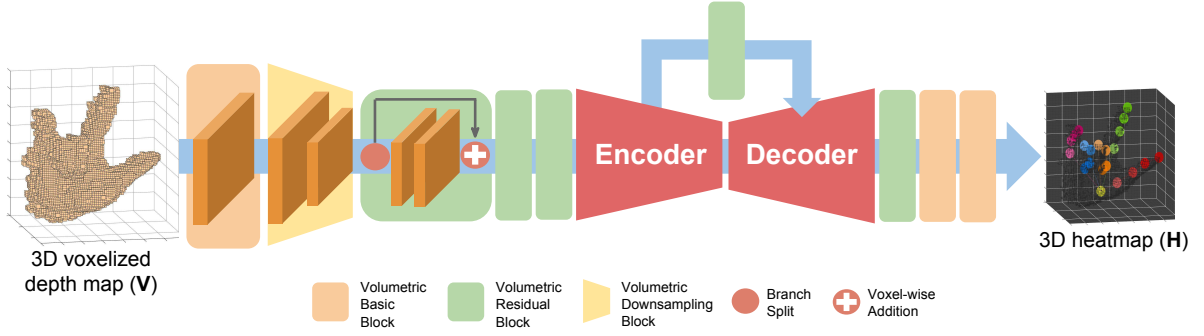 Encoder
Decoder
3D voxelized
depth map (V)
3D heatmap (H)
Volumetric
Basic
Block
Volumetric
Residual
Block
Volumetric
Downsampling
Block
Branch
Split
Voxel-wise
Addition